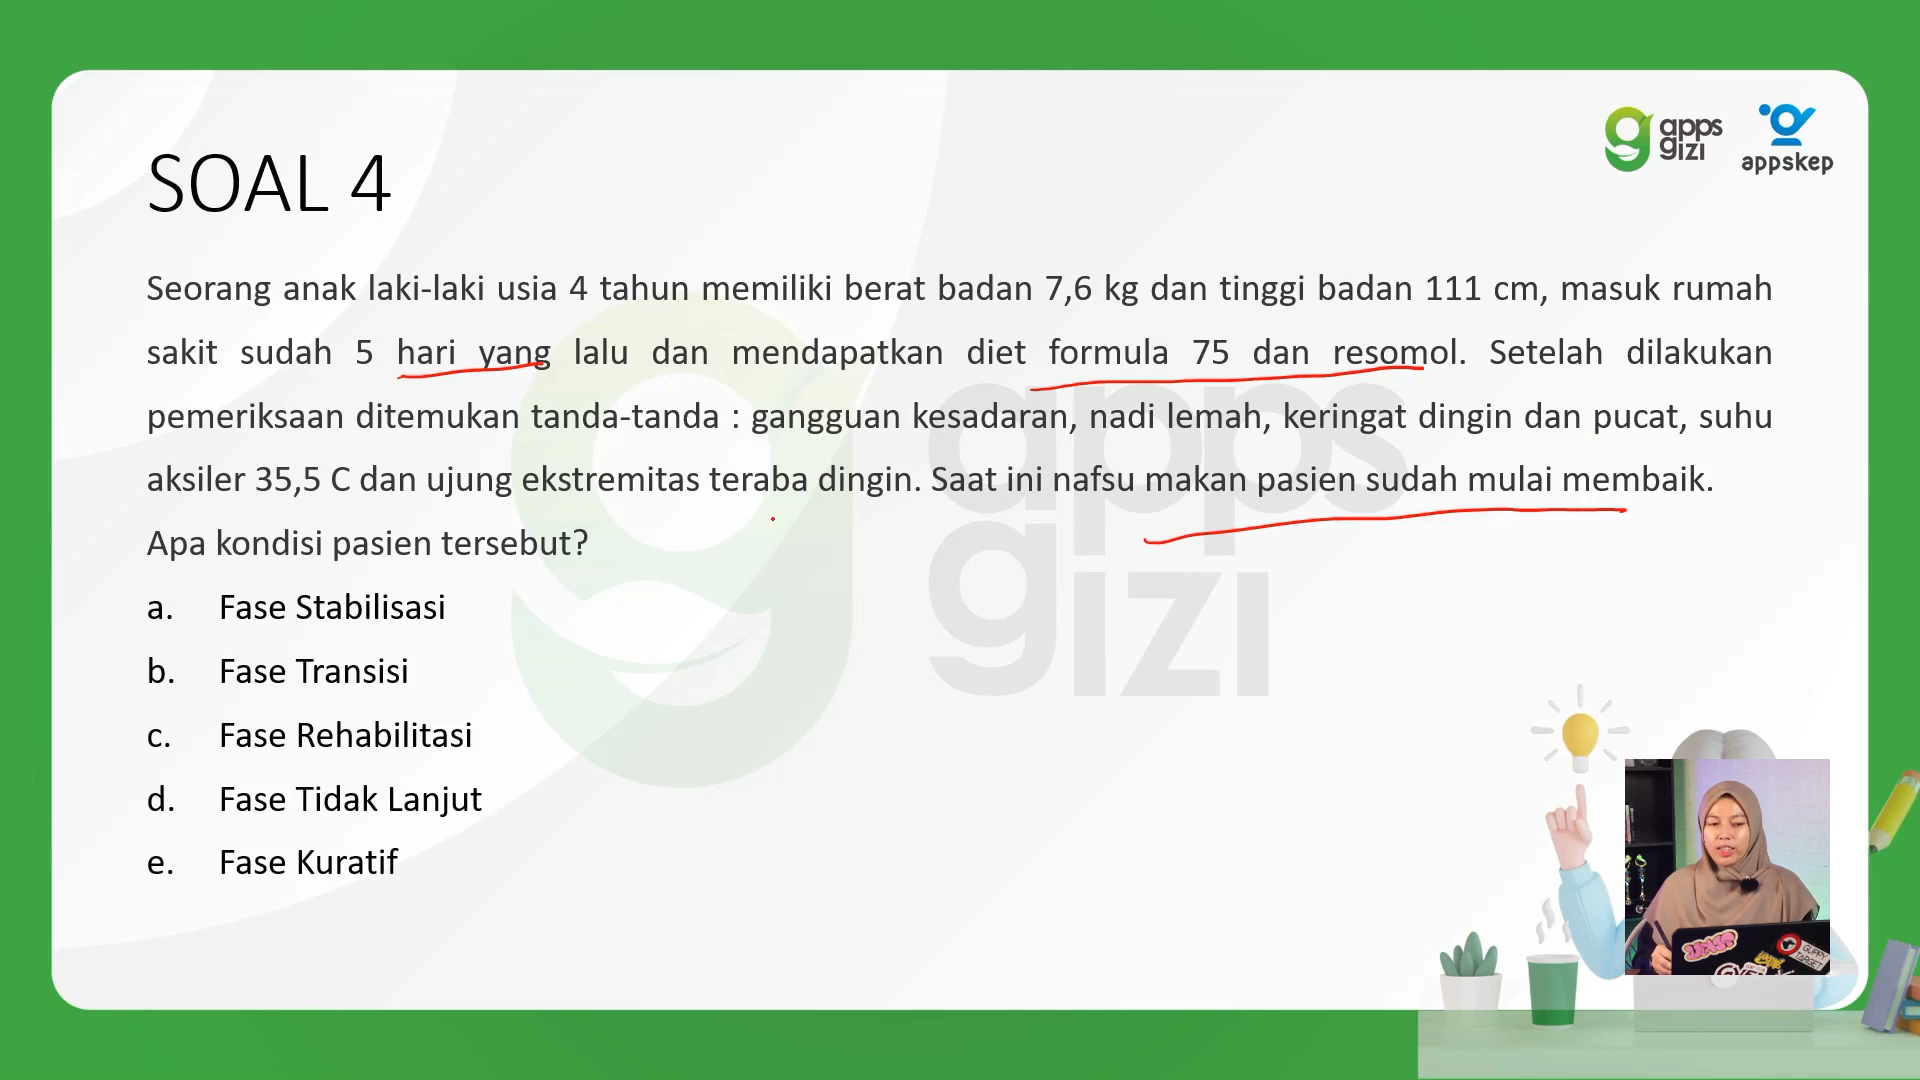 apps
gizi
appskep
SOAL 4
Seorang anak laki-laki usia 4 tahun memiliki berat badan 7,6 kg dan tinggi badan 111 cm, masuk rumah
sakit sudah 5 hari yang lalu dan mendapatkan diet formula 75 dan resomol. Setelah dilakukan
pemeriksaan ditemukan tanda-tanda : gangguan kesadaran, nadi lemah, keringat dingin dan pucat, suhu
aksiler 35,5 C dan ujung ekstremitas teraba dingin. Saat ini nafsu makan pasien sudah mulai membaik.
Apa kondisi pasien tersebut?
a. Fase Stabilisasi
b. Fase Transisi
c. Fase Rehabilitasi
d. Fase Tidak Lanjut
e. Fase Kuratif
apps
gizi
GUPPY
TARGET